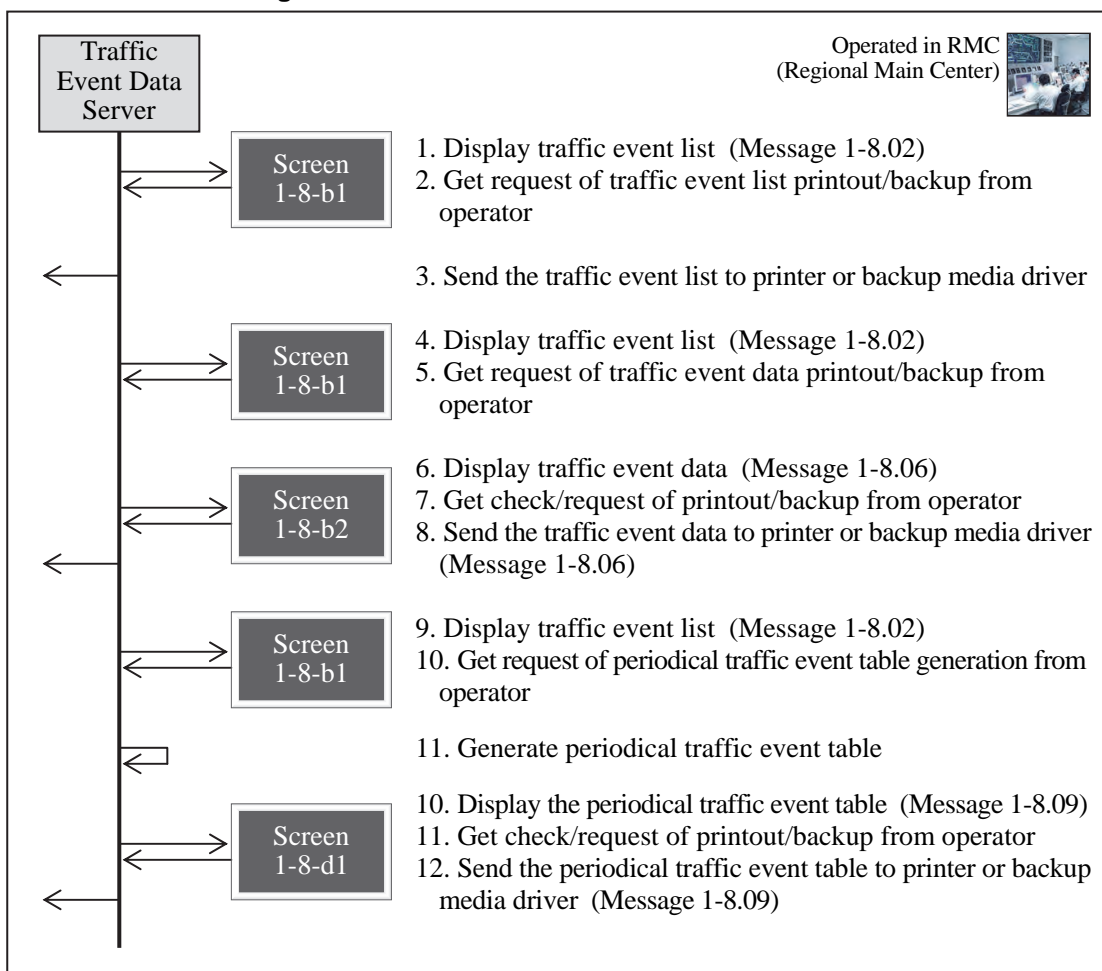 Traffic
Event Data
Server
Operated in RMC
(Regional Main Center)
Screen
1-8-b1
1. Display traffic event list (Message 1-8.02)
2. Get request of traffic event list printout/backup from
operator
3. Send the traffic event list to printer or backup media driver
Screen
1-8-b1
4. Display traffic event list (Message 1-8.02)
5. Get request of traffic event data printout/backup from
operator
Screen
1-8-b2
6. Display traffic event data (Message 1-8.06)
7. Get check/request of printout/backup from operator
8. Send the traffic event data to printer or backup media driver
(Message 1-8.06)
Screen
1-8-b1
9. Display traffic event list (Message 1-8.02)
10. Get request of periodical traffic event table generation from
operator
11. Generate periodical traffic event table
Screen
1-8-d1
10. Display the periodical traffic event table (Message 1-8.09)
11. Get check/request of printout/backup from operator
12. Send the periodical traffic event table to printer or backup
media driver (Message 1-8.09)